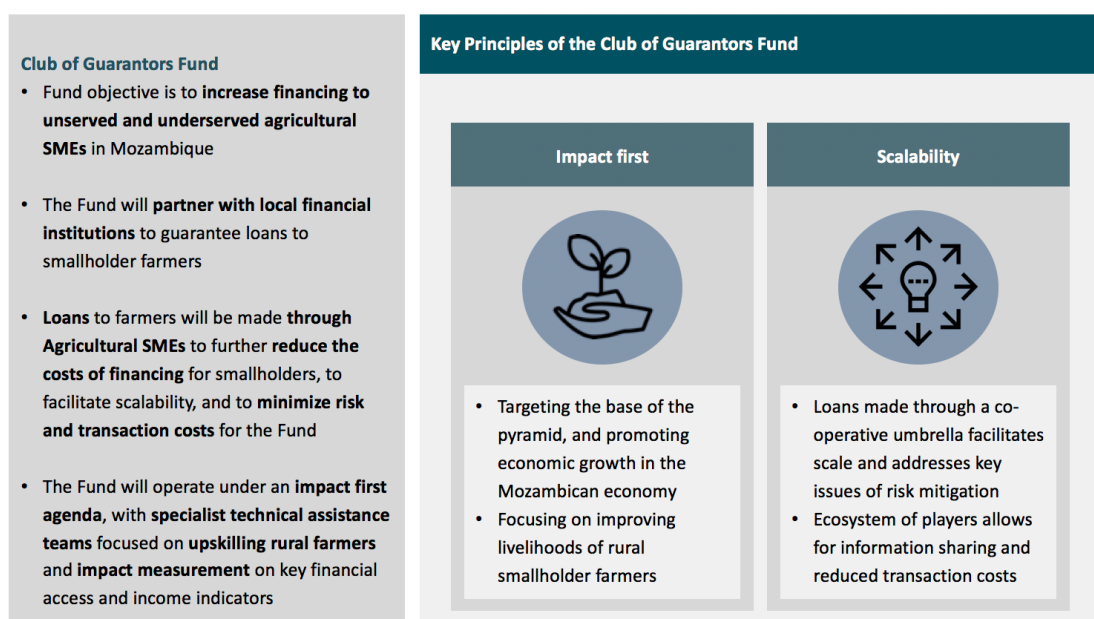 Club of Guarantors Fund
• Fund objective is to increase financing to
unserved and underserved agricultural
SMEs in Mozambique
• The Fund will partner with local financial
institutions to guarantee loans to
smallholder farmers
• Loans to farmers will be made through
Agricultural SMEs to further reduce the
costs of financing for smallholders, to
facilitate scalability, and to minimize risk
and transaction costs for the Fund
• The Fund will operate under an impact first
agenda, with specialist technical assistance
teams focused on upskilling rural farmers
and impact measurement on key financial
access and income indicators
Key Principles of the Club of Guarantors Fund
Impact first
• Targeting the base of the
pyramid, and promoting
economic growth in the
Mozambican economy
• Focusing on improving
livelihoods of rural
smallholder farmers
Scalability
• Loans made through a co-
operative umbrella facilitates
scale and addresses key
issues of risk mitigation
• Ecosystem of players allows
for information sharing and
reduced transaction costs